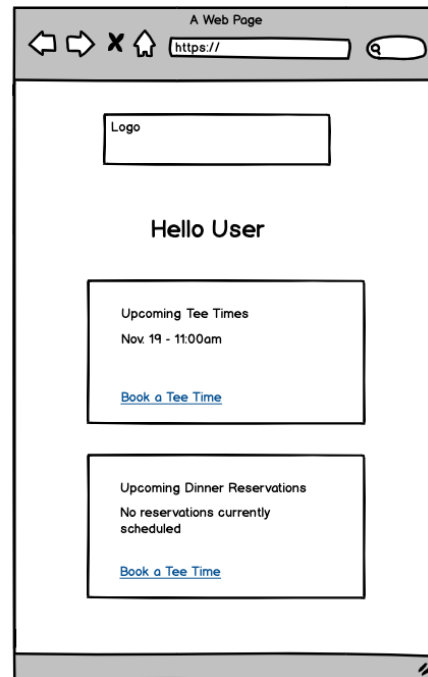 A Web Page
https://
Logo
Hello User
Upcoming Tee Times
Nov. 19 - 11:00am
Book a Tee Time
Upcoming Dinner Reservations
No reservations currently
scheduled
Book a Tee Time